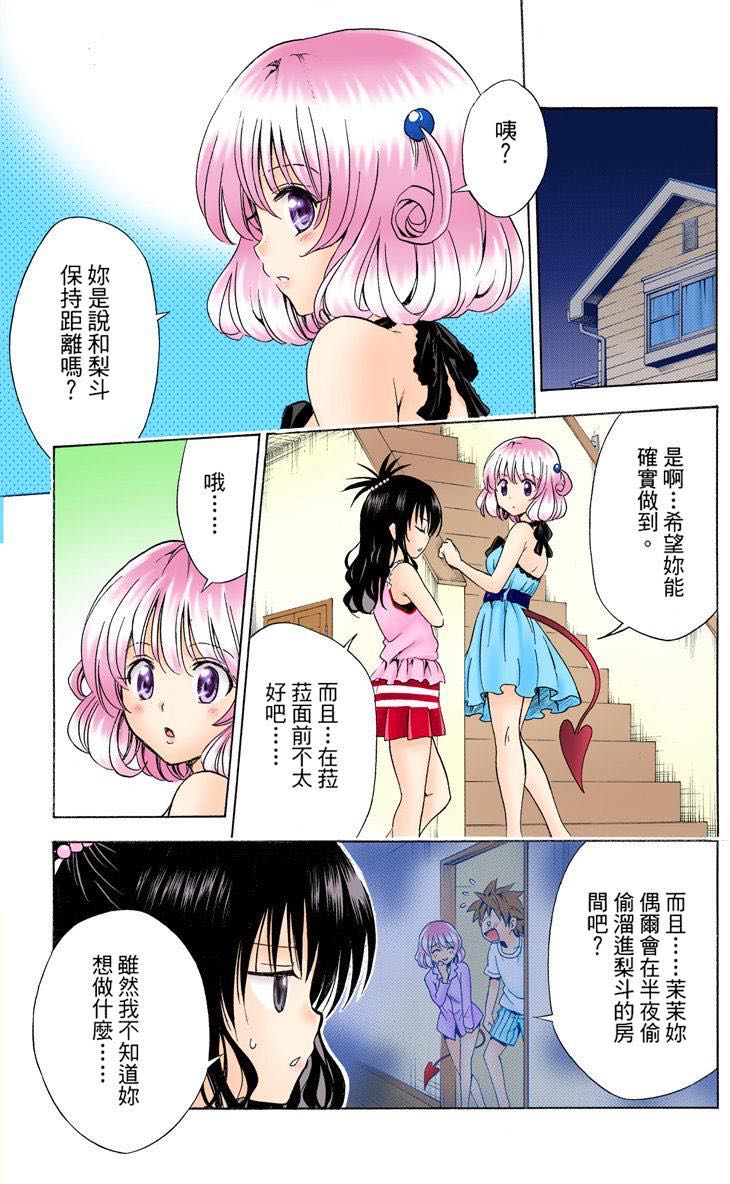 咦？
妳是說和梨斗
保持距離嗎？
是啊…希望妳能
確實做到。
而且…在菈
菈面前不太
好吧……
哦……
而且……茉茉妳
偶爾會在半夜偷
偷溜進梨斗的房
間吧？
雖然我不知道妳
想做什麼……